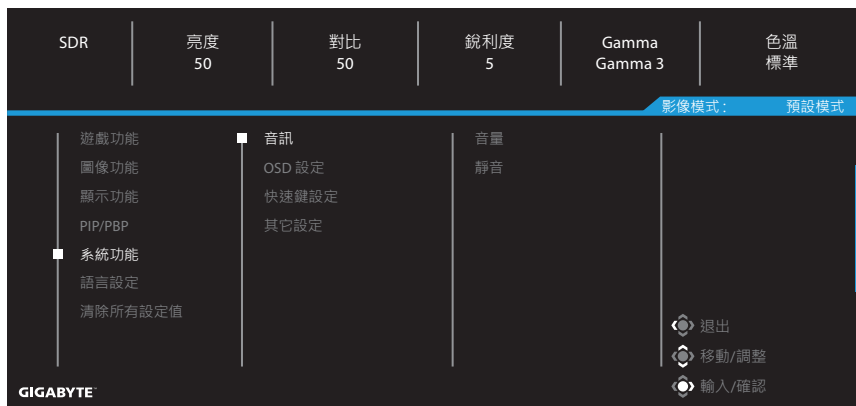 SDR 亮度 對比 銳利度 Gamma 色溫
50 50 5 Gamma 3 標準
影像模式: 預設模式
遊戲功能 音訊 音量
圖像功能 OSD 設定 靜音
顯示功能 快速鍵設定
PIP/PBP 其它設定
系統功能
語言設定
清除所有設定值
退出
移動/調整
輸入/確認
GIGABYTE™